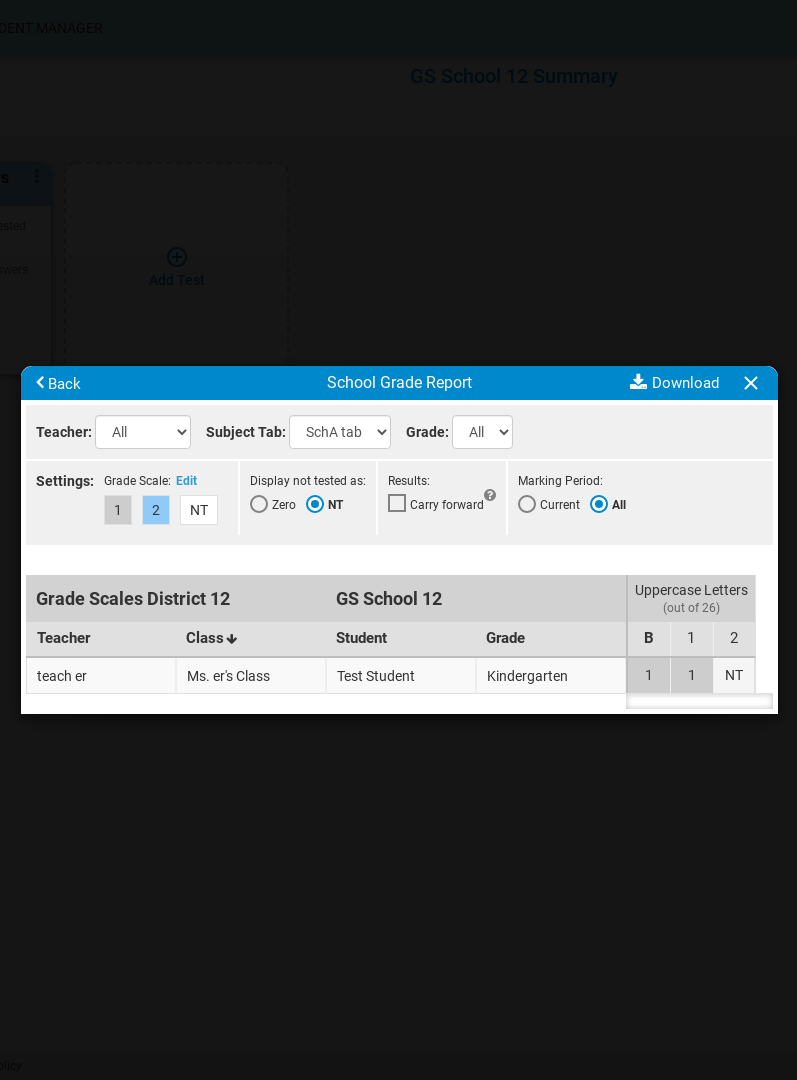 DENT MANAGER
GS School 12 Summary
s
ested
swers
Add Test
Back School Grade Report Download
Teacher: All Subject Tab: SchA tab Grade: All
Settings: Grade Scale: Edit Display not tested as: Results: Marking Period:
1 2 NT Zero NT Carry forward ? Current All
Grade Scales District 12 GS School 12 Uppercase Letters
(out of 26)
Teacher Class Student Grade B 1 2
teach er Ms. er's Class Test Student Kindergarten 1 1 NT
olicy